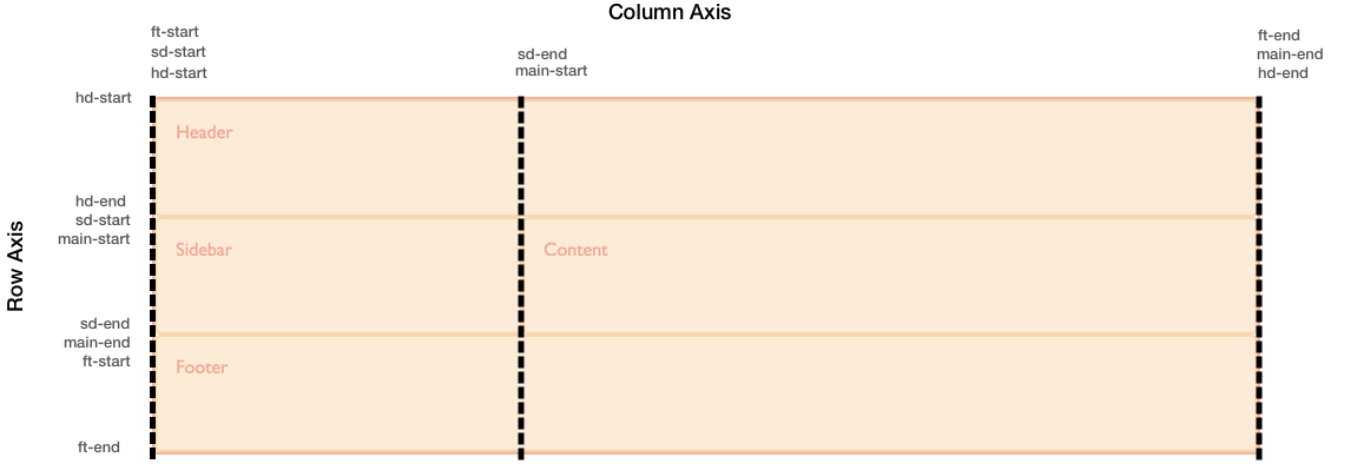 Column Axis
ft-start
sd-start
hd-start
sd-end
main-start
ft-end
main-end
hd-end
hd-start
Header
hd-end
sd-start
main-start
Sidebar
Content
Row Axis
sd-end
main-end
ft-start
Footer
ft-end